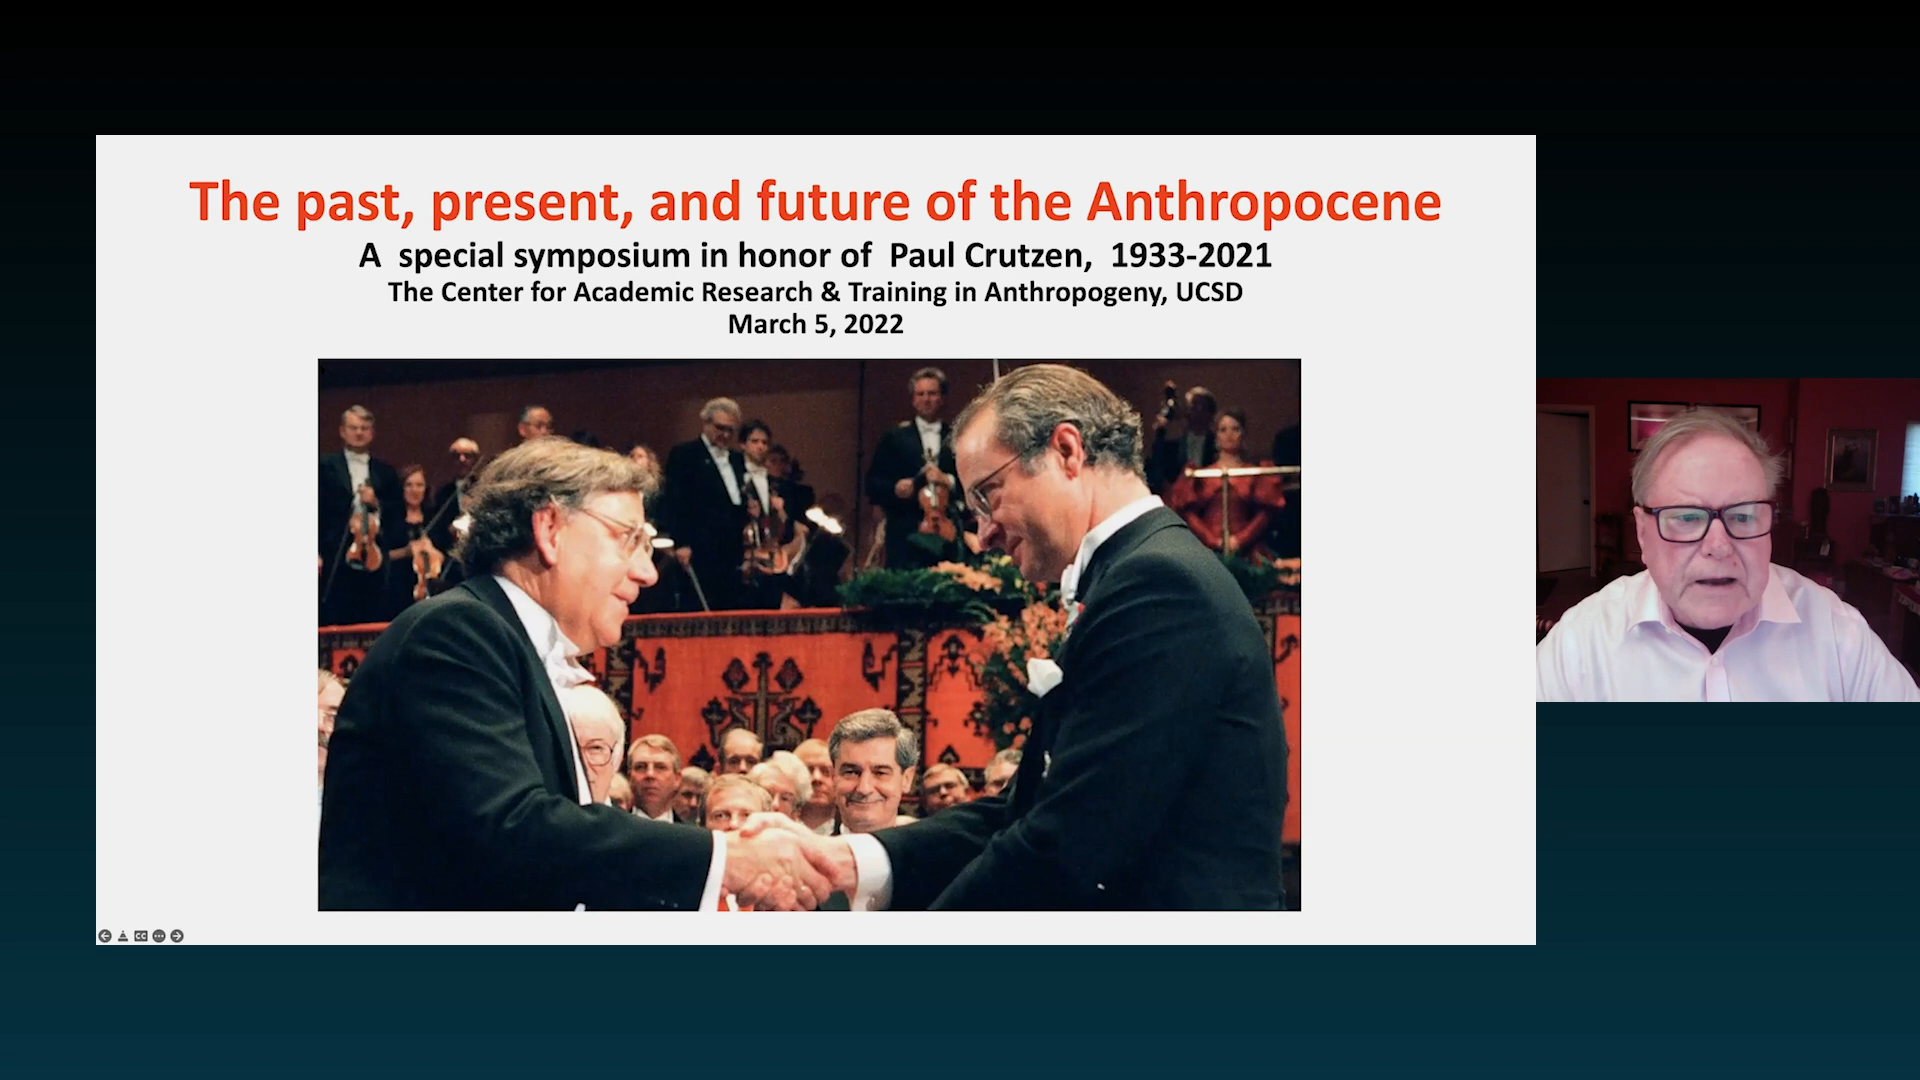 The past, present, and future of the Anthropocene
A special symposium in honor of Paul Crutzen, 1933-2021
The Center for Academic Research & Training in Anthropogeny, UCSD
March 5, 2022
CC